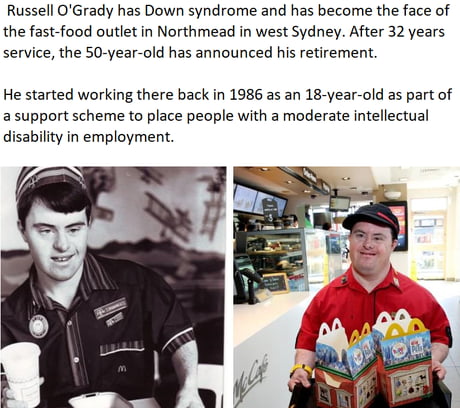 Russell O'Grady has Down syndrome and has become the face of
the fast-food outlet in Northmead in west Sydney. After 32 years
service, the 50-year-old has announced his retirement.
He started working there back in 1986 as an 18-year-old as part of
a support scheme to place people with a moderate intellectual
disability in employment.
McCafé